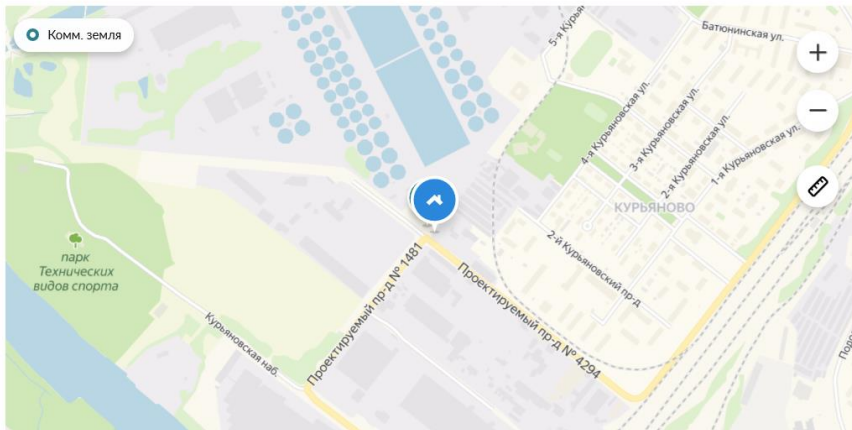 Комм. земля
Батюнинская ул.
5-я Курьяновская
4-я Курьяновская ул.
3-я Курьяновская ул.
2-я Курьяновская ул.
1-я Курьяновская ул.
КУРЬЯНОВО
2-й Курьяновский пр-д
парк
Технических
видов спорта
Проектируемый пр-д № 1481
Проектируемый пр-д № 4294
Курьяновская наб.